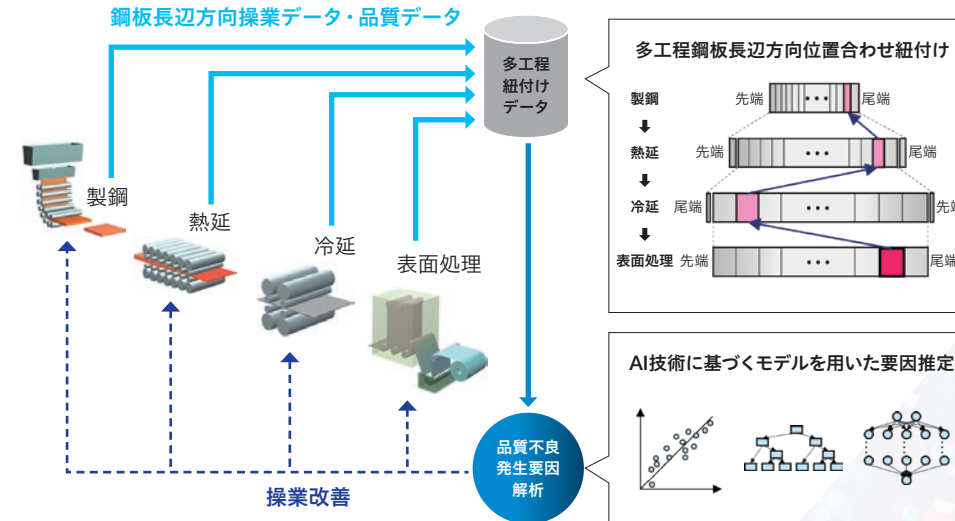 鋼板長辺方向操業データ・品質データ
多工程
紐付け
データ
製鋼
熱延
冷延
表面処理
操業改善
品質不良
発生要因
解析
多工程鋼板長辺方向位置合わせ紐付け
製鋼 先端 尾端
熱延 先端 尾端
冷延 尾端 先端
表面処理 先端 尾端
AI技術に基づくモデルを用いた要因推定